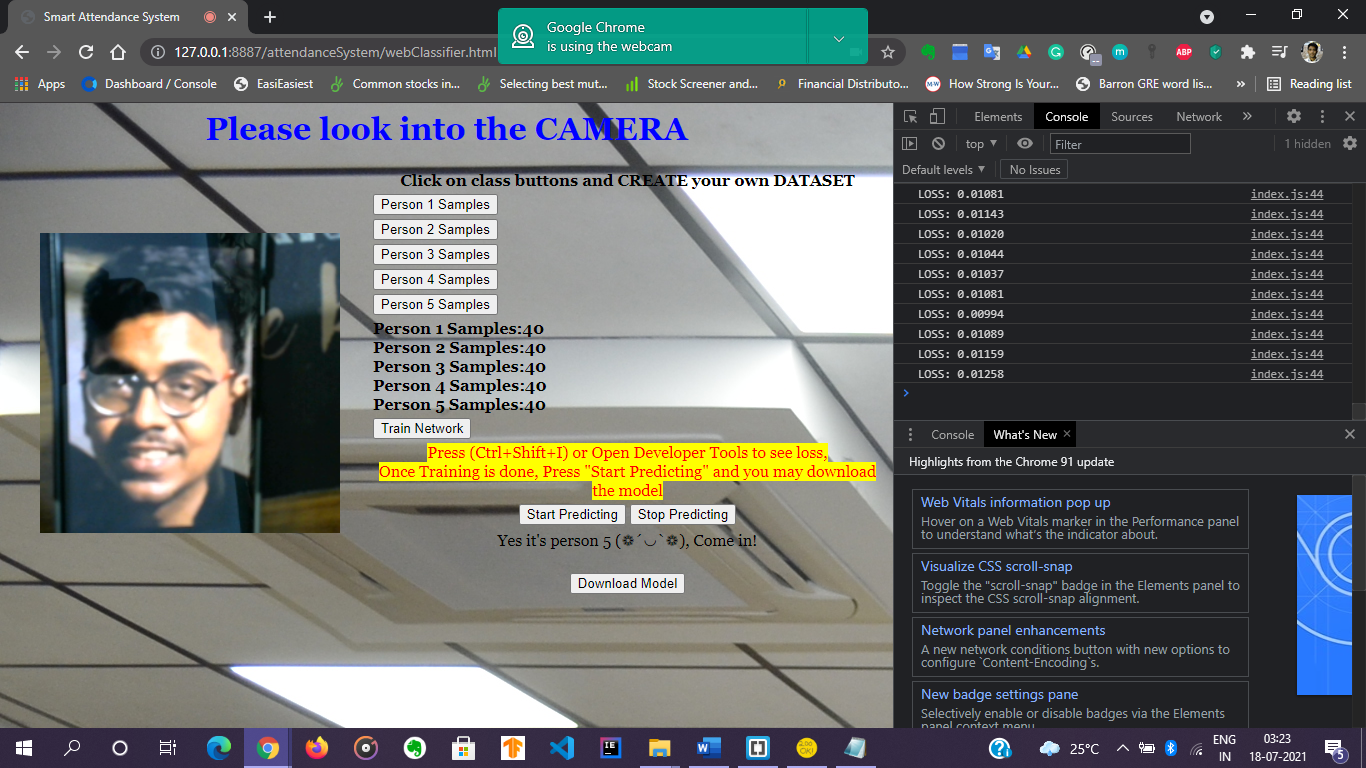 Smart Attendance System
Google Chrome
is using the webcam
127.0.0.1:8887/attendanceSystem/webClassifier.html
ABP
Apps
Dashboard / Console
EasiEasiest
Common stocks in...
Selecting best mut...
Stock Screener and...
Financial Distributo...
How Strong Is Your...
Barron GRE word lis...
»
Reading list
Please look into the CAMERA
Click on class buttons and CREATE your own DATASET
Person 1 Samples
Person 2 Samples
Person 3 Samples
Person 4 Samples
Person 5 Samples
Person 1 Samples:40
Person 2 Samples:40
Person 3 Samples:40
Person 4 Samples:40
Person 5 Samples:40
Train Network
Press (Ctrl+Shift+I) or Open Developer Tools to see loss,
Once Training is done, Press "Start Predicting" and you may download
the model
Start Predicting Stop Predicting
Yes it's person 5 (❁´◡`❁), Come in!
Download Model
Elements Console Sources Network »
top Filter 1 hidden
Default levels No Issues
LOSS: 0.01081 index.js:44
LOSS: 0.01143 index.js:44
LOSS: 0.01020 index.js:44
LOSS: 0.01044 index.js:44
LOSS: 0.01037 index.js:44
LOSS: 0.01081 index.js:44
LOSS: 0.00994 index.js:44
LOSS: 0.01089 index.js:44
LOSS: 0.01159 index.js:44
LOSS: 0.01258 index.js:44
Console What's New
Highlights from the Chrome 91 update
Web Vitals information pop up
Hover on a Web Vitals marker in the Performance panel
to understand what's the indicator about.
Visualize CSS scroll-snap
Toggle the "scroll-snap" badge in the Elements panel to
inspect the CSS scroll-snap alignment.
Network panel enhancements
A new network conditions button with new options to
configure `Content-Encoding`s.
New badge settings pane
Selectively enable or disable badges via the Elements
panel context menu.
25°C
ENG
IN
03:23
18-07-2021
5